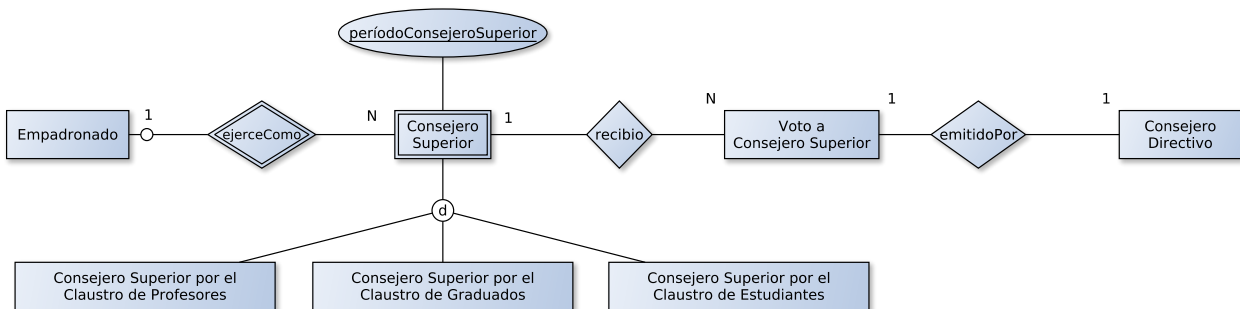 períodoConsejeroSuperior
1
N
1
N
1
1
Empadronado
ejerceComo
Consejero
Superior
recibio
Voto a
Consejero Superior
emitidoPor
Consejero
Directivo
d
Consejero Superior por el
Claustro de Profesores
Consejero Superior por el
Claustro de Graduados
Consejero Superior por el
Claustro de Estudiantes